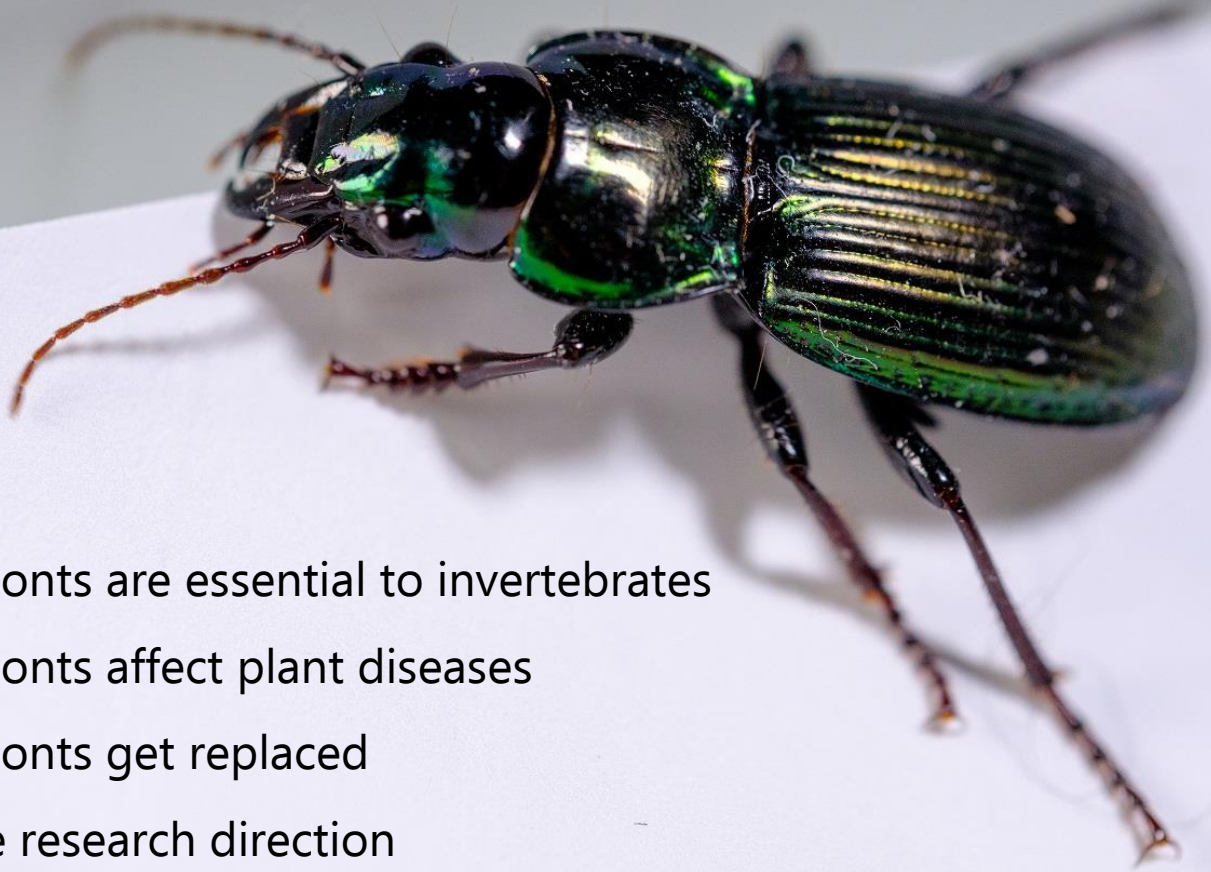 onts are essential to invertebrates
onts affect plant diseases
onts get replaced
e research direction